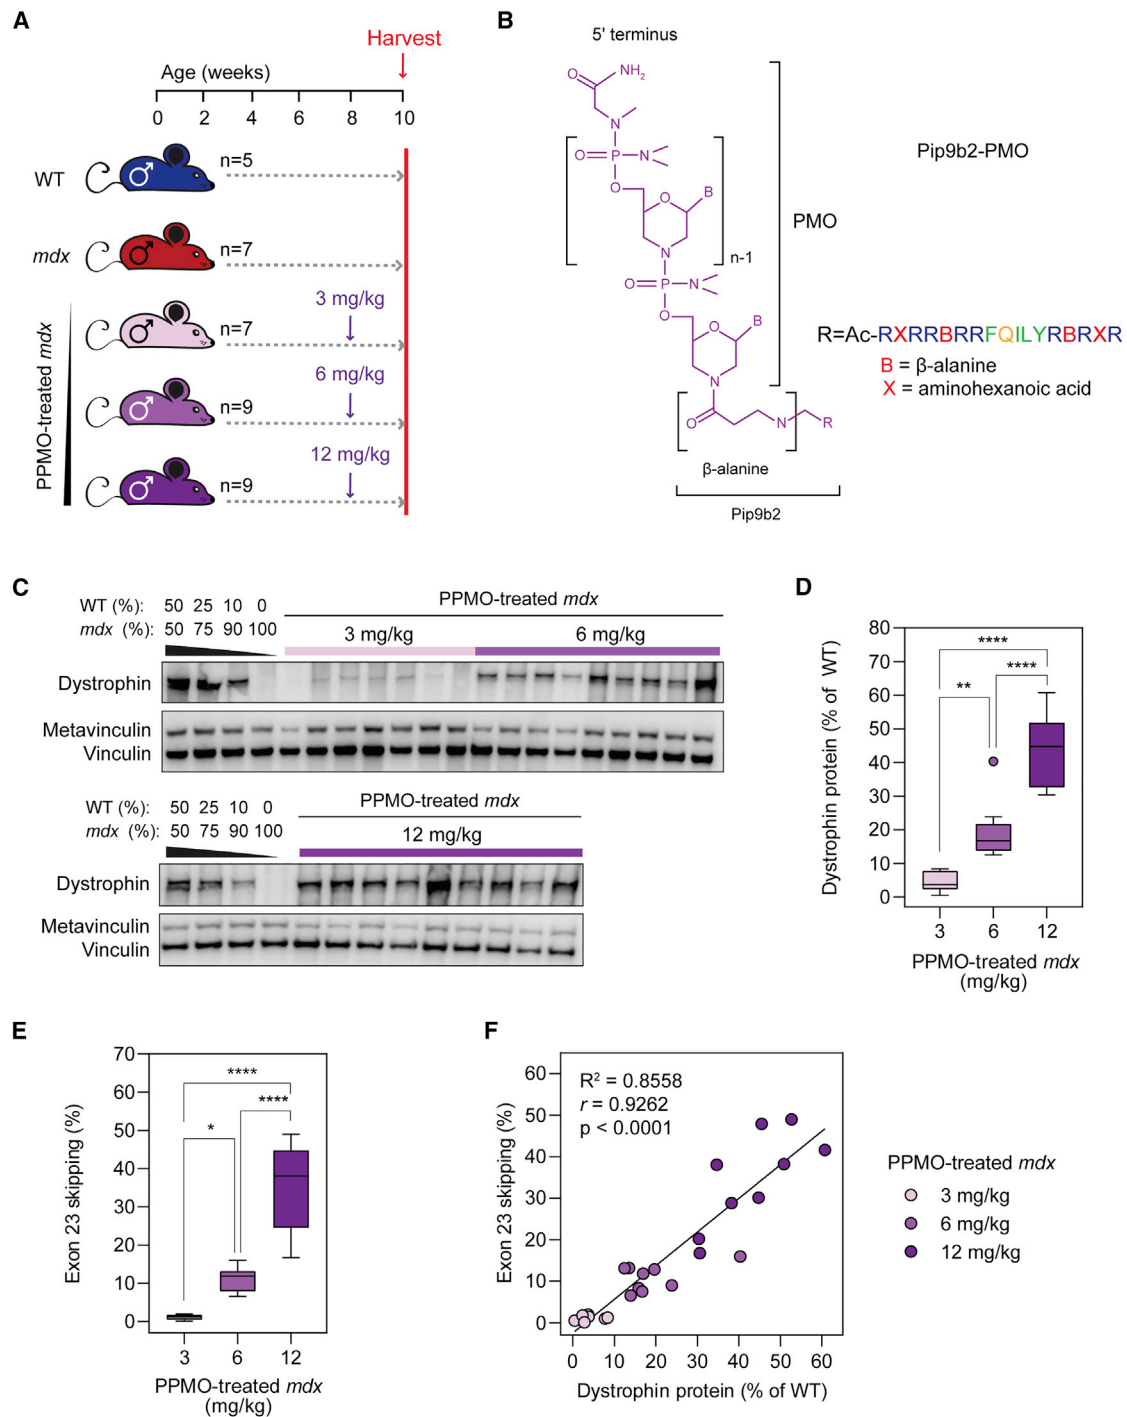 A
Harvest
Age (weeks)
0 2 4 6 8 10
WT
n=5
mdx
n=7
PPMO-treated mdx
3 mg/kg
n=7
6 mg/kg
n=9
12 mg/kg
n=9
B
5' terminus
O
NH2
N
O=P-N
O
O
B
N
n-1
O=P-N
O
O
B
N
O
N
R
β-alanine
Pip9b2
PMO
Pip9b2-PMO
R=Ac-RXRRBRRFQILYRBRXR
B = β-alanine
X = aminohexanoic acid
C
PPMO-treated mdx
WT (%): 50 25 10 0
mdx (%): 50 75 90 100
3 mg/kg 6 mg/kg
Dystrophin
Metavinculin
Vinculin
PPMO-treated mdx
WT (%): 50 25 10 0
mdx (%): 50 75 90 100
12 mg/kg
Dystrophin
Metavinculin
Vinculin
D
Dystrophin protein (% of WT)
80
70
60
50
40
30
20
10
0
****
****
**
3 6 12
PPMO-treated mdx
(mg/kg)
E
Exon 23 skipping (%)
70
60
50
40
30
20
10
0
****
****
*
3 6 12
PPMO-treated mdx
(mg/kg)
F
Exon 23 skipping (%)
60
50
40
30
20
10
0
R2 = 0.8558
r = 0.9262
p < 0.0001
0 10 20 30 40 50 60
Dystrophin protein (% of WT)
PPMO-treated mdx
3 mg/kg
6 mg/kg
12 mg/kg